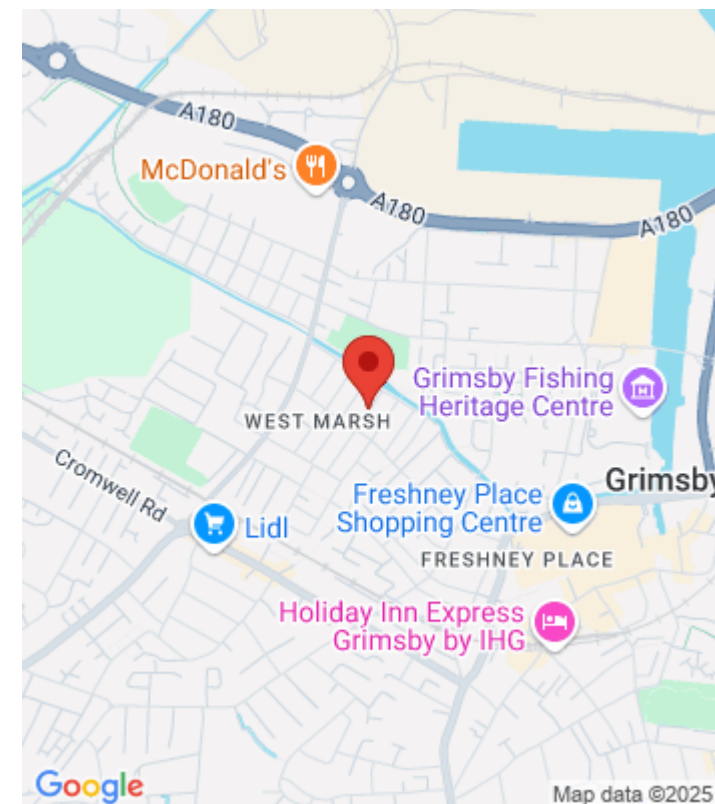 A180
McDonald's
A180
A180
Grimsby Fishing
Heritage Centre
WEST MARSH
Cromwell Rd
Grimsby
Freshney Place
Shopping Centre
Lidl
FRESHNEY PLACE
Holiday Inn Express
Grimsby by IHG
Google
Map data ©2025